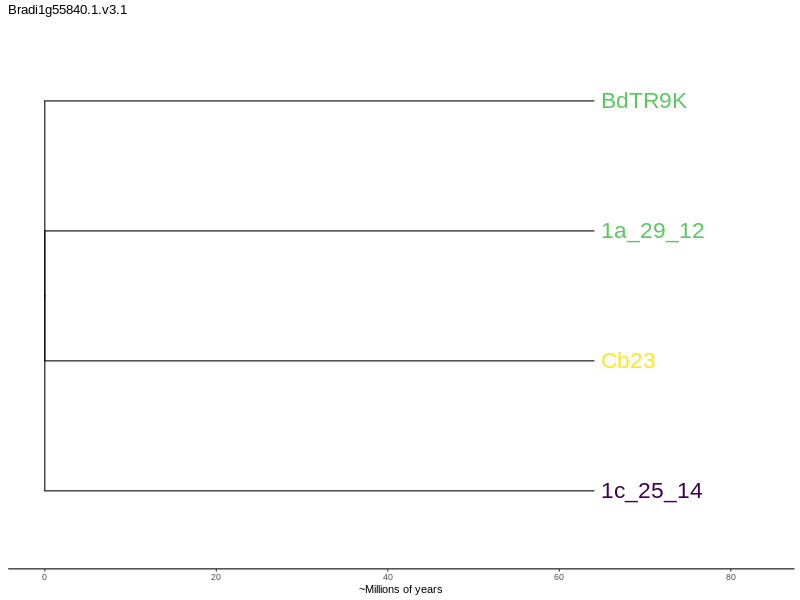 Bradi1g55840.1.v3.1
BdTR9K
1a_29_12
Cb23
1c_25_14
0 20 40 60 80
~Millions of years